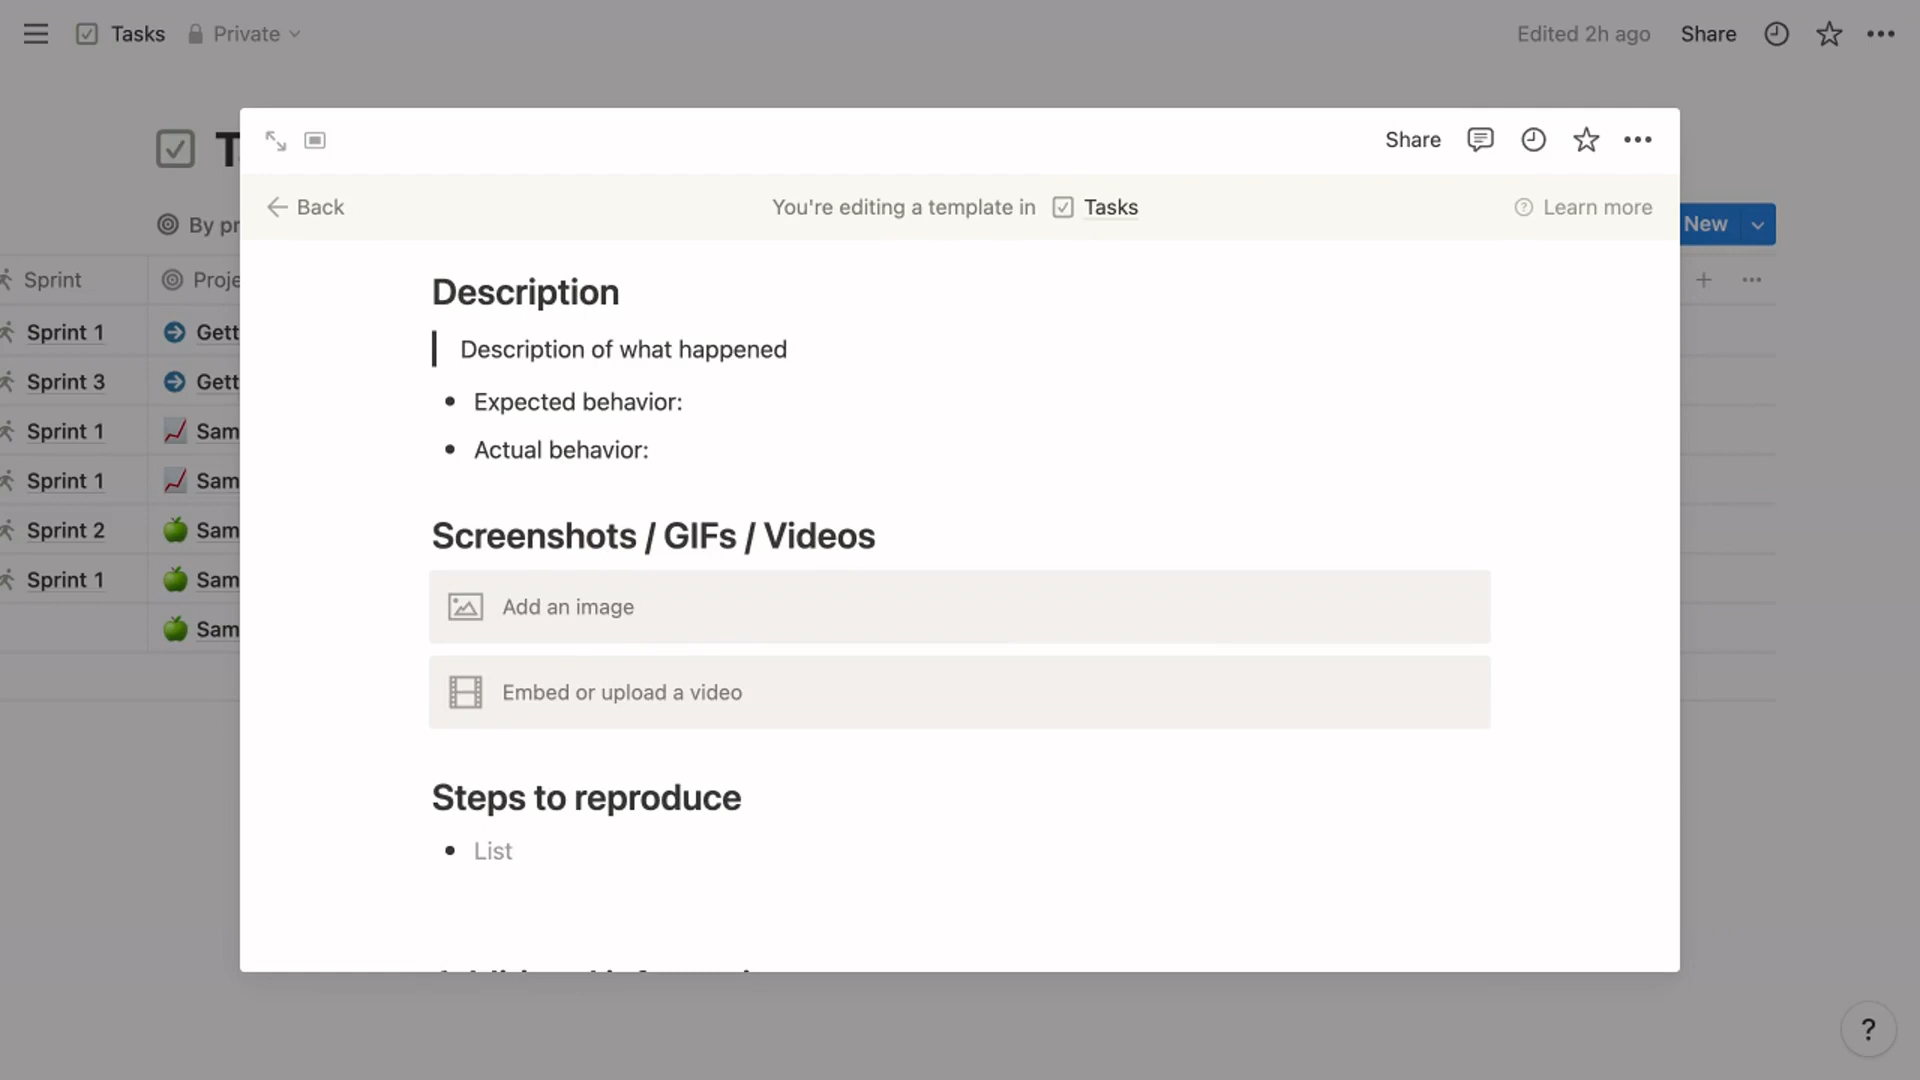 Tasks Private
Edited 2h ago Share
Share
Back
You're editing a template in Tasks
Learn more
New
By pr
Sprint
Proje
Sprint 1 Gett
Sprint 3 Gett
Sprint 1 Sam
Sprint 1 Sam
Sprint 2 Sam
Sprint 1 Sam
Sam
Description
Description of what happened
• Expected behavior:
• Actual behavior:
Screenshots / GIFs / Videos
Add an image
Embed or upload a video
Steps to reproduce
• List
?